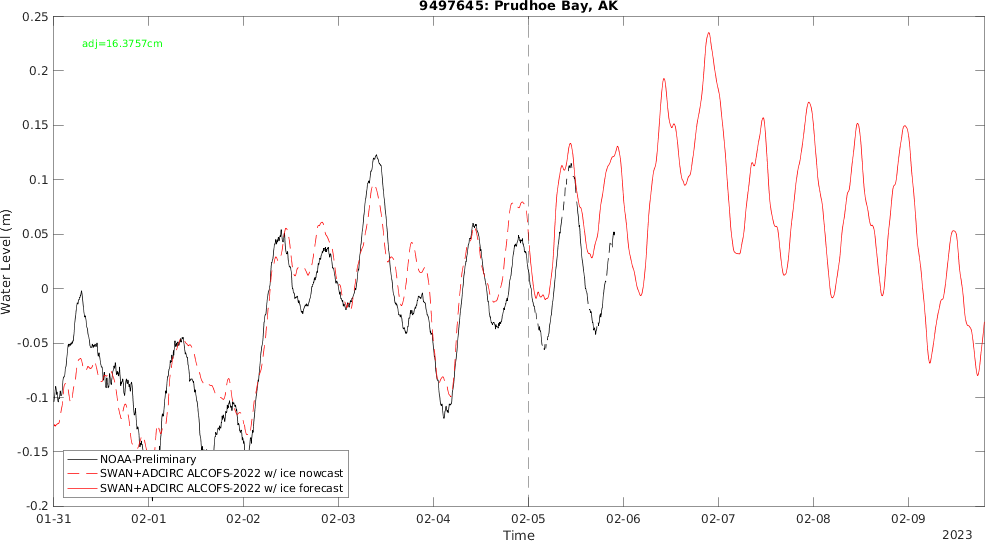 9497645: Prudhoe Bay, AK
adj=16.3757cm
0.25
0.2
0.15
0.1
0.05
0
-0.05
-0.1
-0.15
-0.2
Water Level (m)
NOAA-Preliminary
SWAN+ADCIRC ALCOFS-2022 w/ ice nowcast
SWAN+ADCIRC ALCOFS-2022 w/ ice forecast
01-31 02-01 02-02 02-03 02-04 02-05 02-06 02-07 02-08 02-09
2023
Time